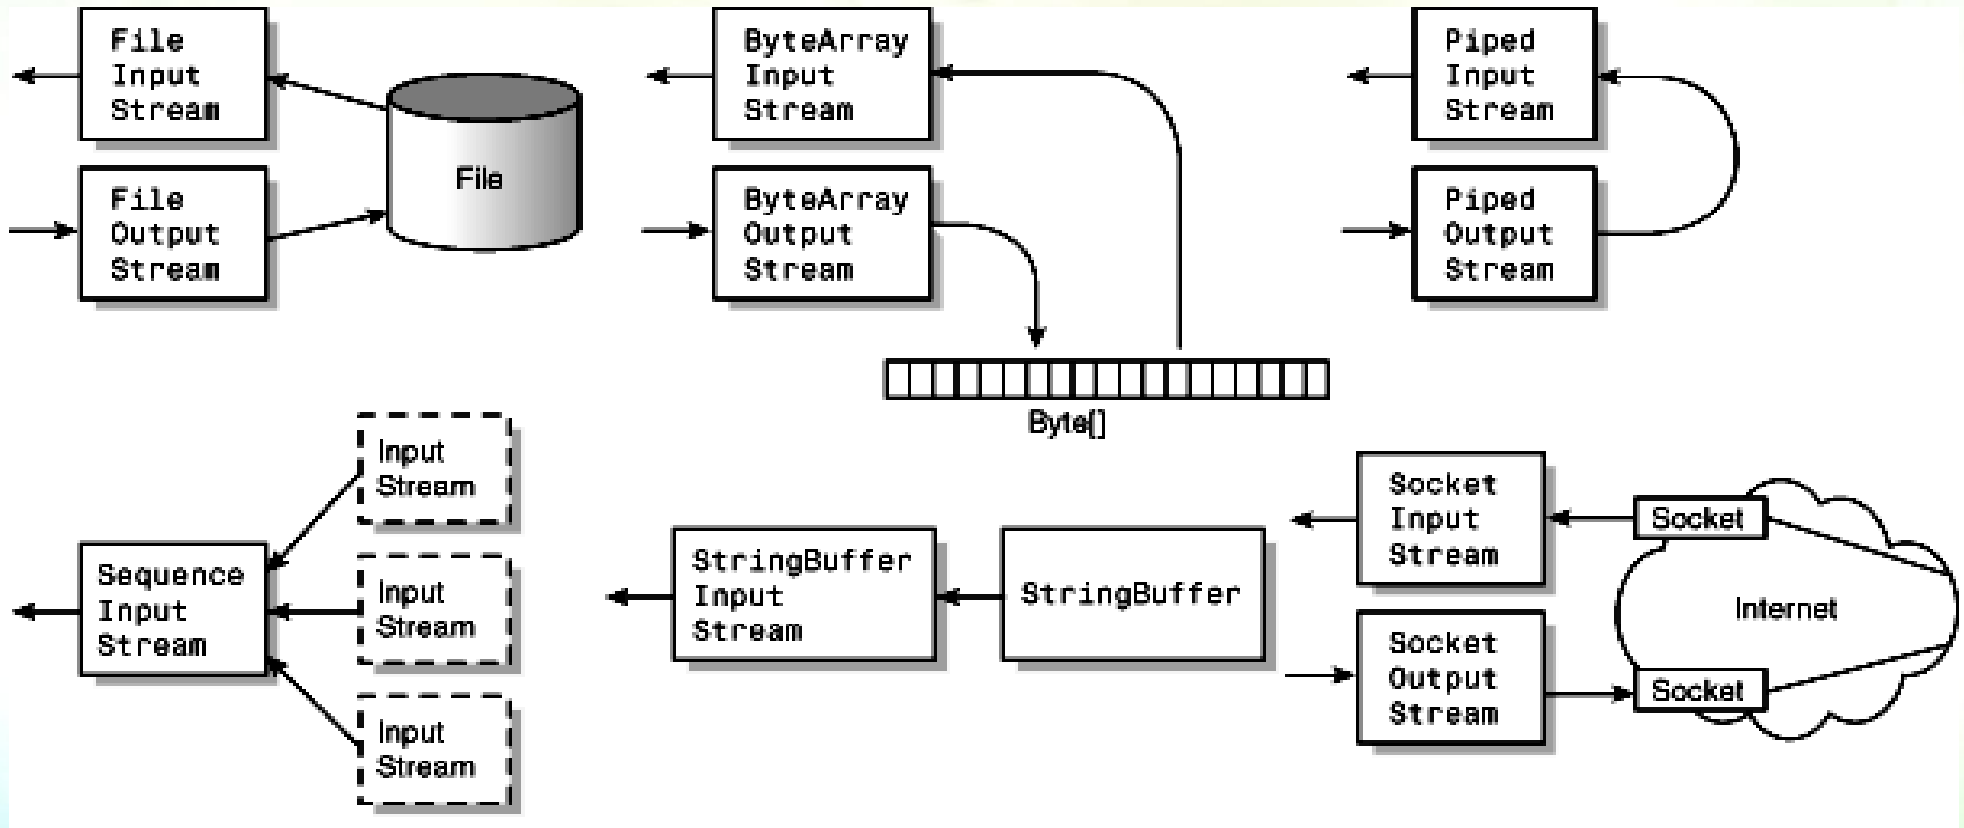 File
Input
Stream
File
Output
Stream
File
ByteArray
Input
Stream
ByteArray
Output
Stream
Byte[]
Piped
Input
Stream
Piped
Output
Stream
Sequence
Input
Stream
Input
Stream
Input
Stream
Input
Stream
StringBuffer
Input
Stream
StringBuffer
Socket
Input
Stream
Socket
Output
Stream
Socket
Internet
Socket